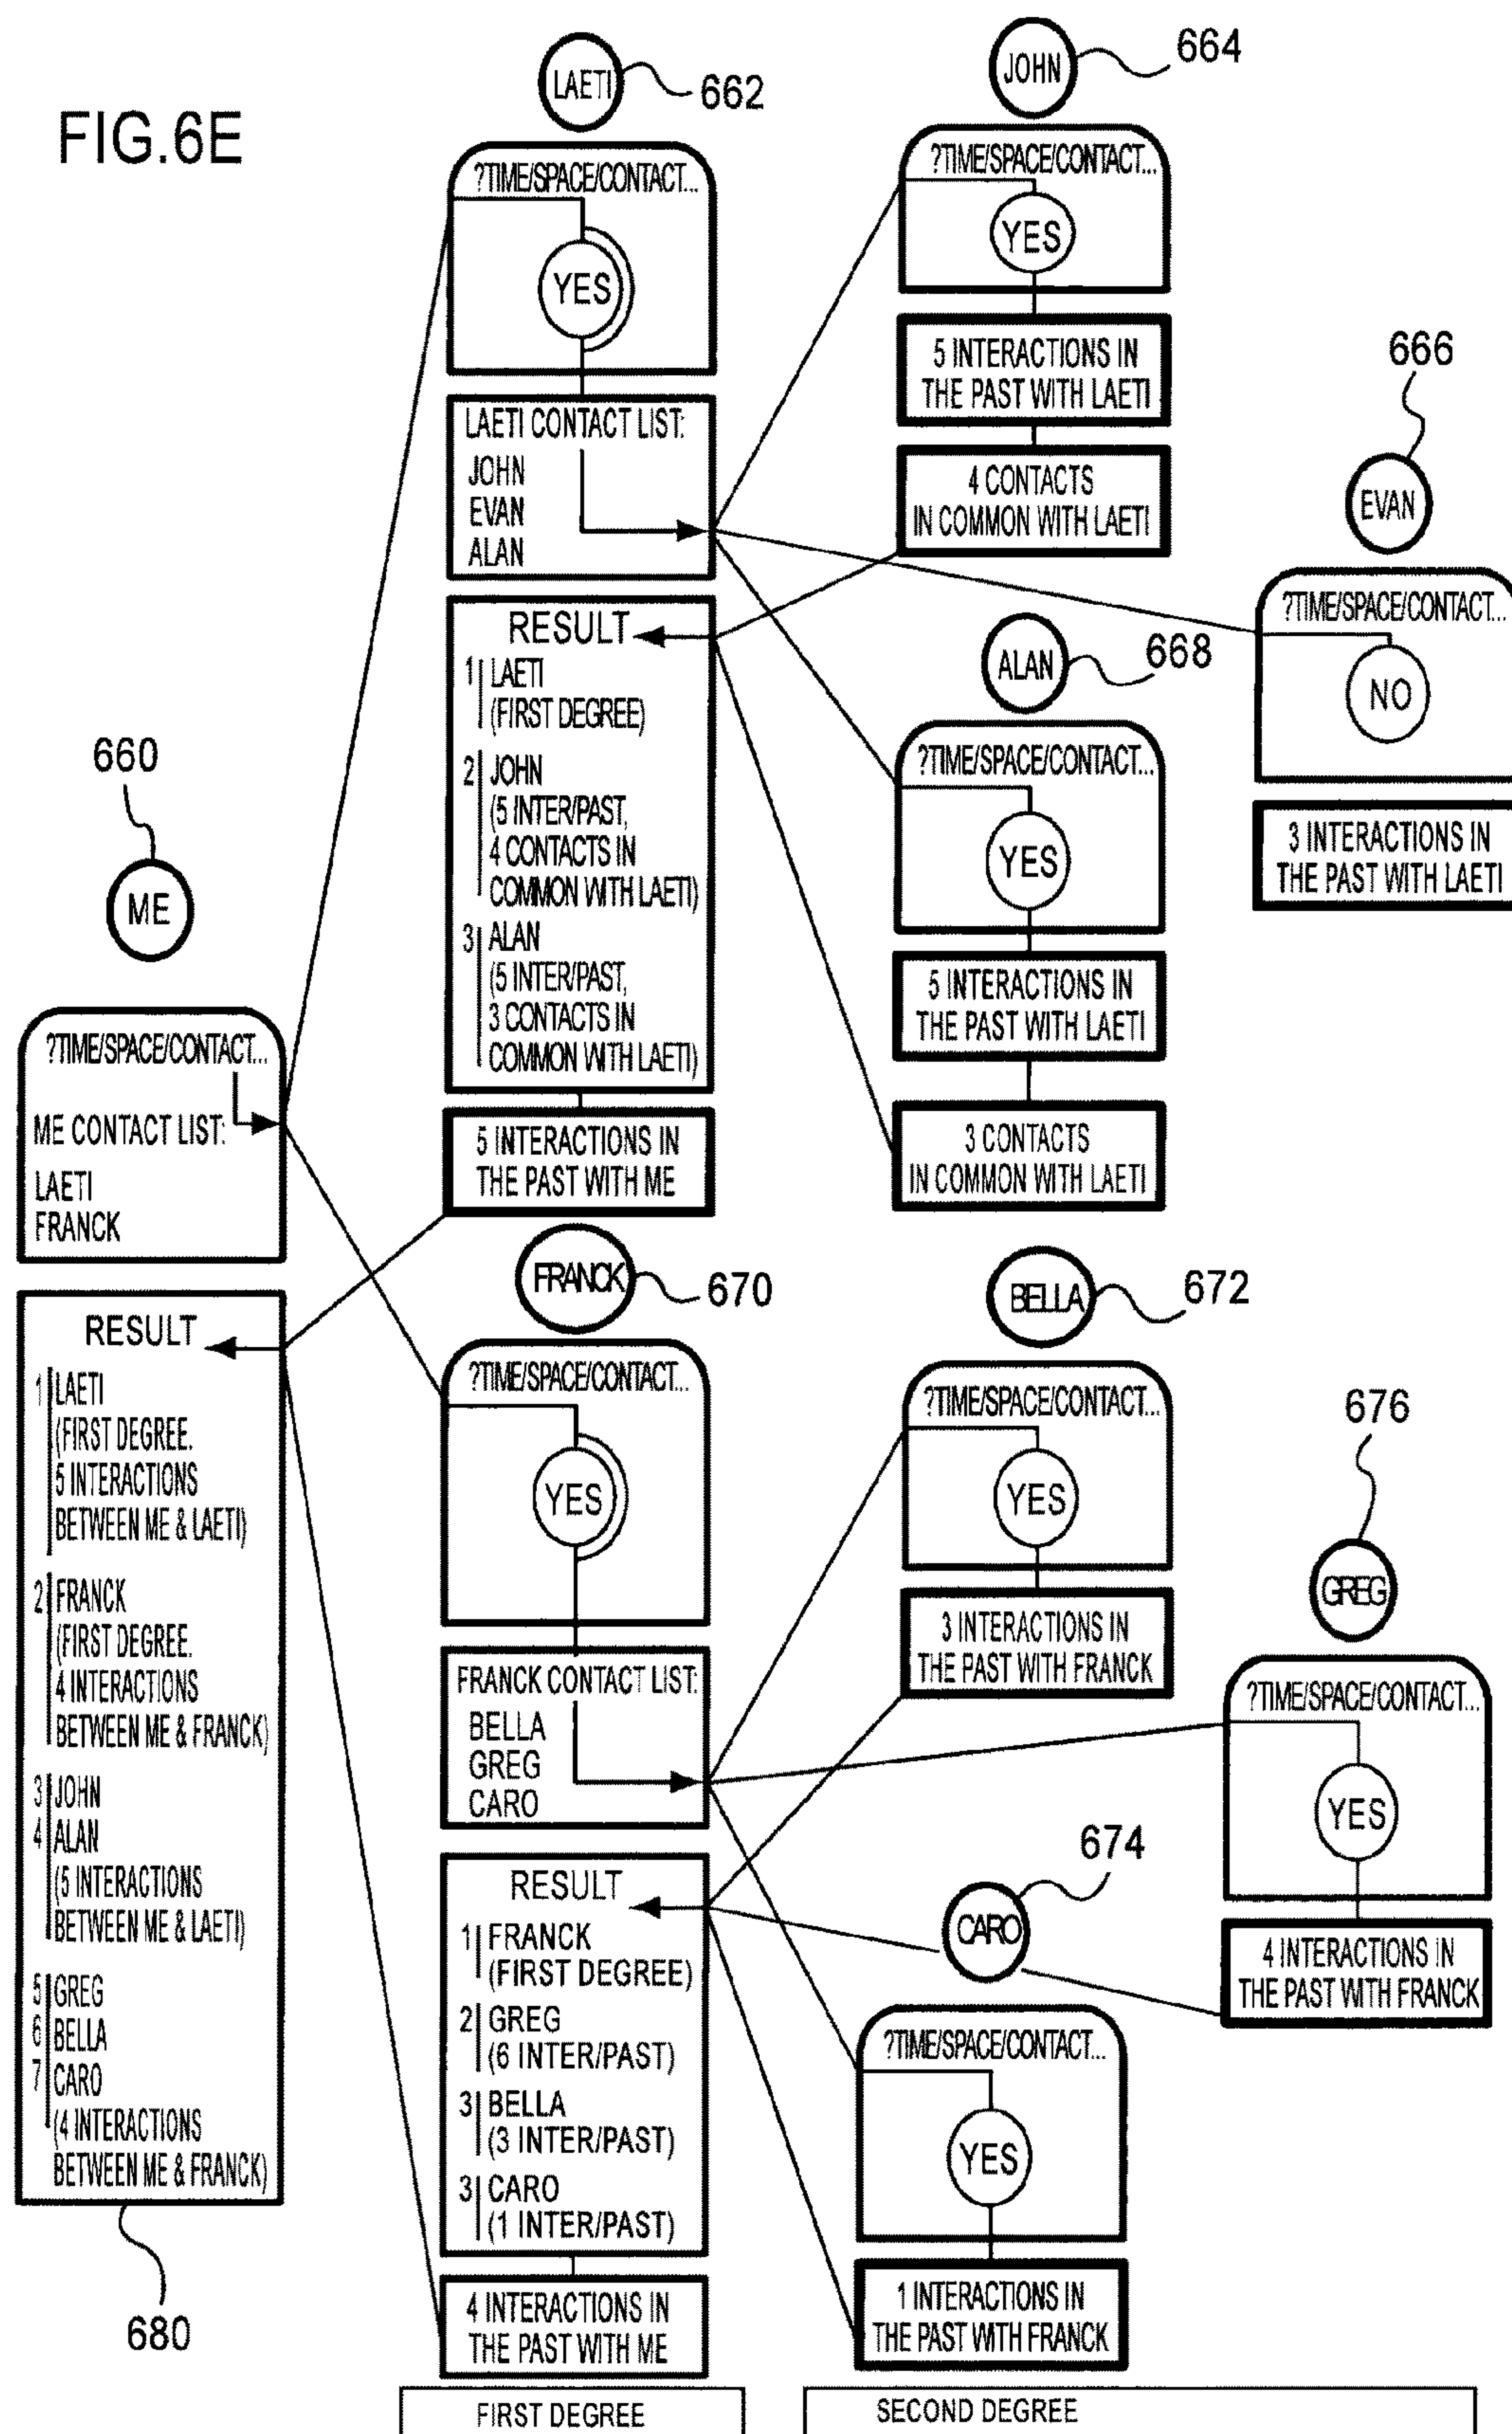 FIG.6E
660
ME
?TIME/SPACE/CONTACT...
ME CONTACT LIST:
LAETI
FRANCK
RESULT
1 LAETI
(FIRST DEGREE.
5 INTERACTIONS
BETWEEN ME & LAETI)
2 FRANCK
(FIRST DEGREE.
4 INTERACTIONS
BETWEEN ME & FRANCK)
3 JOHN
4 ALAN
(5 INTERACTIONS
BETWEEN ME & LAETI)
5 GREG
6 BELLA
7 CARO
(4 INTERACTIONS
BETWEEN ME & FRANCK)
680
LAETI
662
?TIME/SPACE/CONTACT...
YES
LAETI CONTACT LIST:
JOHN
EVAN
ALAN
RESULT
1 LAETI
(FIRST DEGREE)
2 JOHN
(5 INTER/PAST,
4 CONTACTS IN
COMMON WITH LAETI)
3 ALAN
(5 INTER/PAST,
3 CONTACTS IN
COMMON WITH LAETI)
5 INTERACTIONS IN
THE PAST WITH ME
FRANCK
670
?TIME/SPACE/CONTACT...
YES
FRANCK CONTACT LIST:
BELLA
GREG
CARO
RESULT
1 FRANCK
(FIRST DEGREE)
2 GREG
(6 INTER/PAST)
3 BELLA
(3 INTER/PAST)
3 CARO
(1 INTER/PAST)
4 INTERACTIONS IN
THE PAST WITH ME
FIRST DEGREE
JOHN
664
?TIME/SPACE/CONTACT...
YES
5 INTERACTIONS IN
THE PAST WITH LAETI
4 CONTACTS
IN COMMON WITH LAETI
666
EVAN
?TIME/SPACE/CONTACT...
NO
3 INTERACTIONS IN
THE PAST WITH LAETI
ALAN
668
?TIME/SPACE/CONTACT...
YES
5 INTERACTIONS IN
THE PAST WITH LAETI
3 CONTACTS
IN COMMON WITH LAETI
BELLA
672
?TIME/SPACE/CONTACT...
YES
3 INTERACTIONS IN
THE PAST WITH FRANCK
676
GREG
?TIME/SPACE/CONTACT...
YES
4 INTERACTIONS IN
THE PAST WITH FRANCK
674
CARO
?TIME/SPACE/CONTACT...
YES
1 INTERACTIONS IN
THE PAST WITH FRANCK
SECOND DEGREE